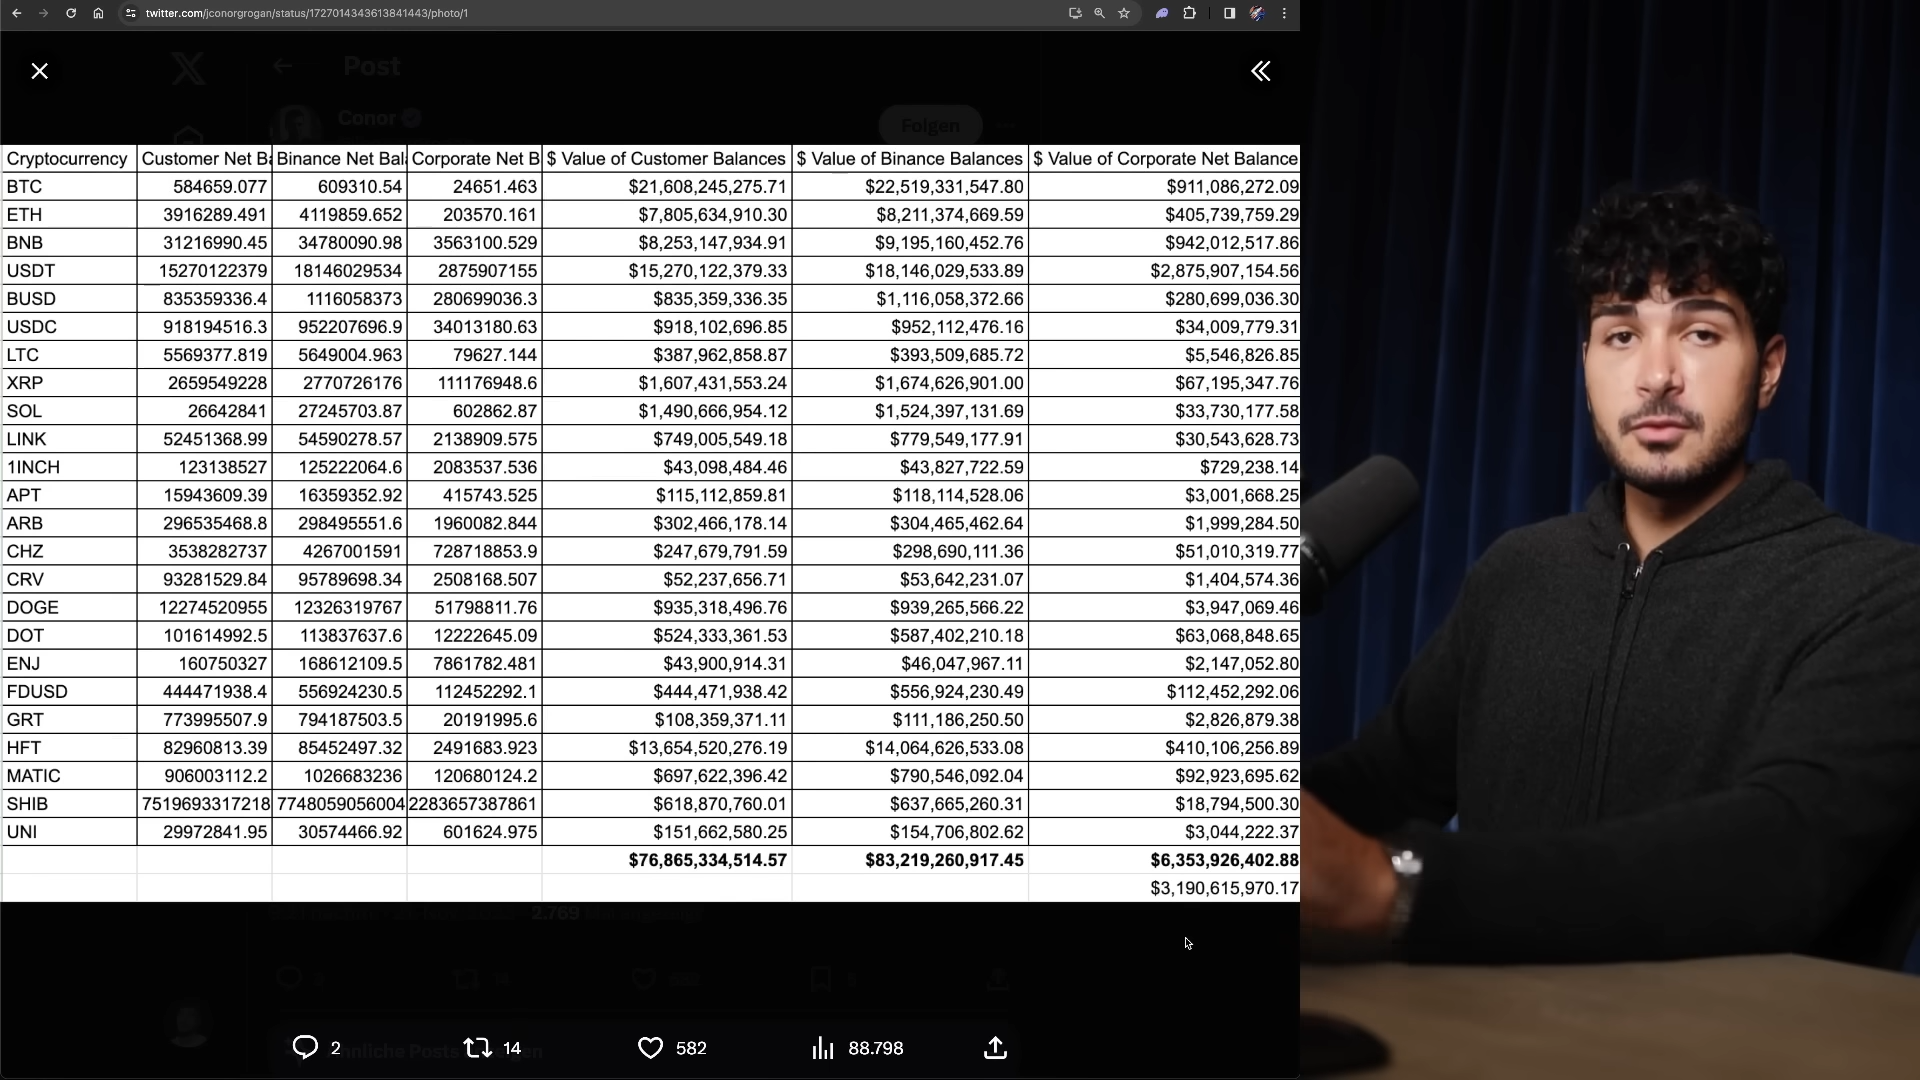 twitter.com/jconorgrogan/status/1727014343613841443/photo/1
Post
Conor
Folgen
Cryptocurrency Customer Net Ba Binance Net Bala Corporate Net B $ Value of Customer Balances $ Value of Binance Balances $ Value of Corporate Net Balance
BTC 584659.077 609310.54 24651.463 $21,608,245,275.71 $22,519,331,547.80 $911,086,272.09
ETH 3916289.491 4119859.652 203570.161 $7,805,634,910.30 $8,211,374,669.59 $405,739,759.29
BNB 31216990.45 34780090.98 3563100.529 $8,253,147,934.91 $9,195,160,452.76 $942,012,517.86
USDT 15270122379 18146029534 2875907155 $15,270,122,379.33 $18,146,029,533.89 $2,875,907,154.56
BUSD 835359336.4 1116058373 280699036.3 $835,359,336.35 $1,116,058,372.66 $280,699,036.30
USDC 918194516.3 952207696.9 34013180.63 $918,102,696.85 $952,112,476.16 $34,009,779.31
LTC 5569377.819 5649004.963 79627.144 $387,962,858.87 $393,509,685.72 $5,546,826.85
XRP 2659549228 2770726176 111176948.6 $1,607,431,553.24 $1,674,626,901.00 $67,195,347.76
SOL 26642841 27245703.87 602862.87 $1,490,666,954.12 $1,524,397,131.69 $33,730,177.58
LINK 52451368.99 54590278.57 2138909.575 $749,005,549.18 $779,549,177.91 $30,543,628.73
1INCH 123138527 125222064.6 2083537.536 $43,098,484.46 $43,827,722.59 $729,238.14
APT 15943609.39 16359352.92 415743.525 $115,112,859.81 $118,114,528.06 $3,001,668.25
ARB 296535468.8 298495551.6 1960082.844 $302,466,178.14 $304,465,462.64 $1,999,284.50
CHZ 3538282737 4267001591 728718853.9 $247,679,791.59 $298,690,111.36 $51,010,319.77
CRV 93281529.84 95789698.34 2508168.507 $52,237,656.71 $53,642,231.07 $1,404,574.36
DOGE 12274520955 12326319767 51798811.76 $935,318,496.76 $939,265,566.22 $3,947,069.46
DOT 101614992.5 113837637.6 12222645.09 $524,333,361.53 $587,402,210.18 $63,068,848.65
ENJ 160750327 168612109.5 7861782.481 $43,900,914.31 $46,047,967.11 $2,147,052.80
FDUSD 444471938.4 556924230.5 112452292.1 $444,471,938.42 $556,924,230.49 $112,452,292.06
GRT 773995507.9 794187503.5 20191995.6 $108,359,371.11 $111,186,250.50 $2,826,879.38
HFT 82960813.39 85452497.32 2491683.923 $13,654,520,276.19 $14,064,626,533.08 $410,106,256.89
MATIC 906003112.2 1026683236 120680124.2 $697,622,396.42 $790,546,092.04 $92,923,695.62
SHIB 7519693317218 7748059056004 2283657387861 $618,870,760.01 $637,665,260.31 $18,794,500.30
UNI 29972841.95 30574466.92 601624.975 $151,662,580.25 $154,706,802.62 $3,044,222.37
$76,865,334,514.57 $83,219,260,917.45 $6,353,926,402.88
$3,190,615,970.17
2.769
2 14 582 88.798